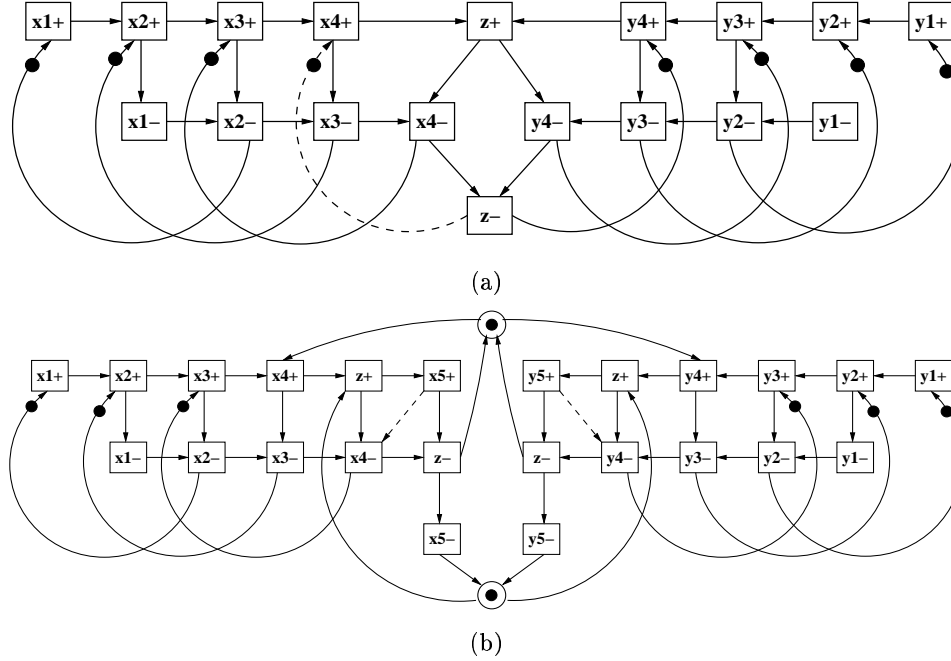 x1+ x2+ x3+ x4+ z+ y4+ y3+ y2+ y1+
x1− x2− x3− x4− y4− y3− y2− y1−
z−
(a)
x1+ x2+ x3+ x4+ z+ x5+ y5+ z+ y4+ y3+ y2+ y1+
x1− x2− x3− x4− z− z− y4− y3− y2− y1−
x5− y5−
(b)